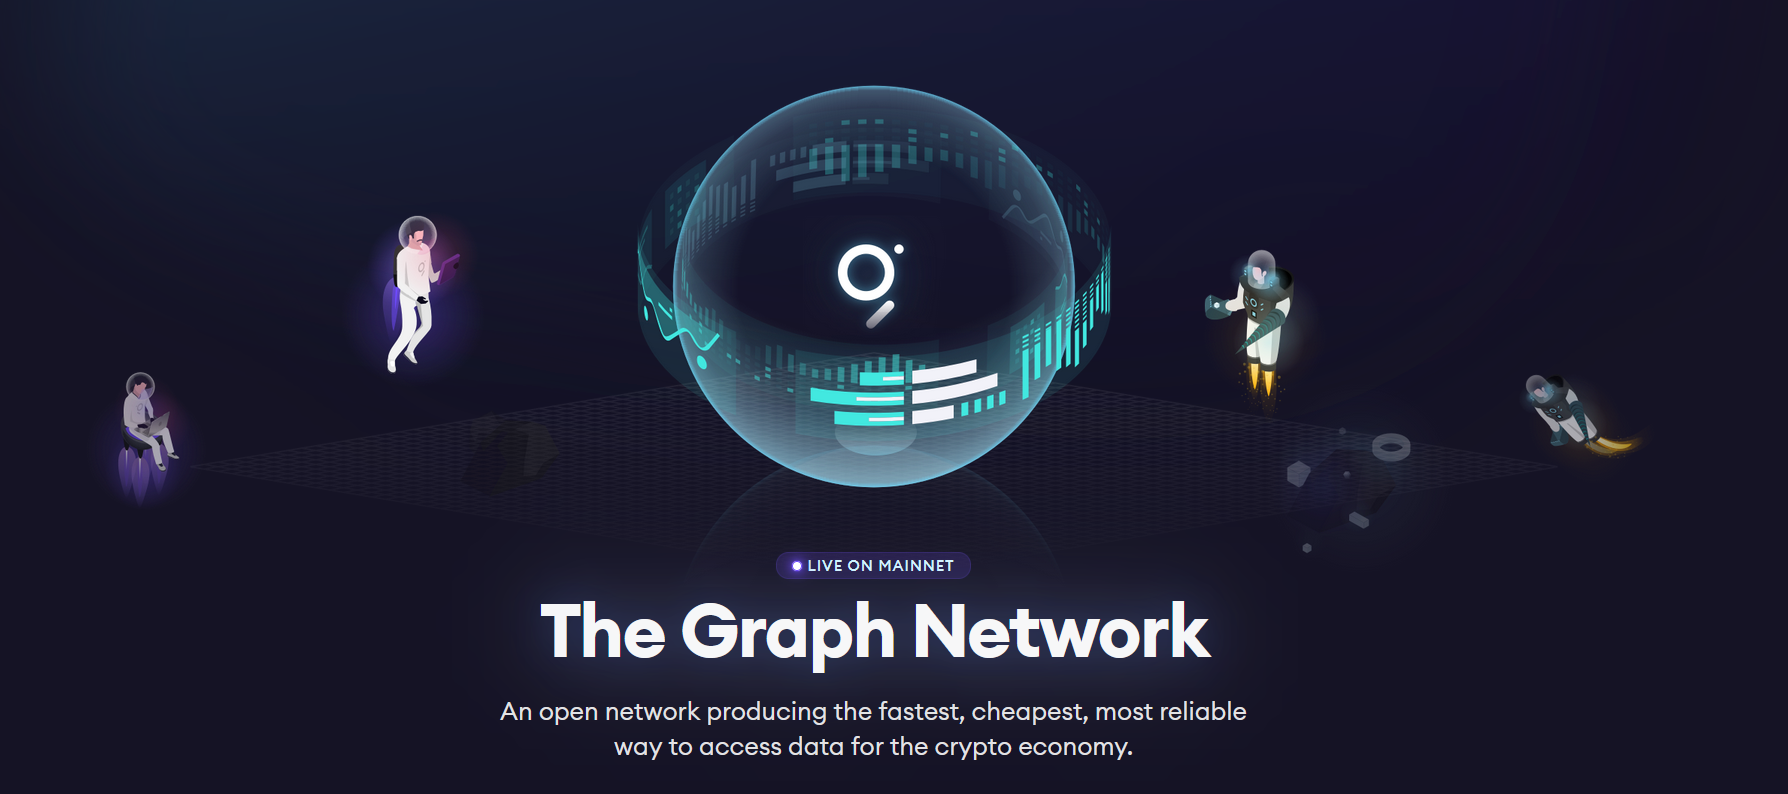 LIVE ON MAINNET
The Graph Network
An open network producing the fastest, cheapest, most reliable
way to access data for the crypto economy.